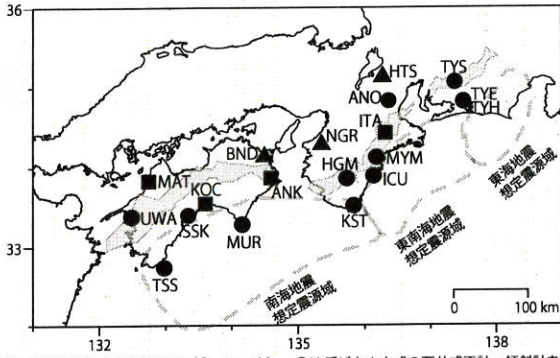 36
HTS
TYS
ANO
TYE
TYH
ITA
NGR
BND
HGM
MYM
東海地震
想定震源域
MAT
KOC
ANK
ICU
UWA
SSK
KST
東南海地震
想定震源域
33
MUR
TSS
南海地震
想定震源域
0 100 km
132 135 138